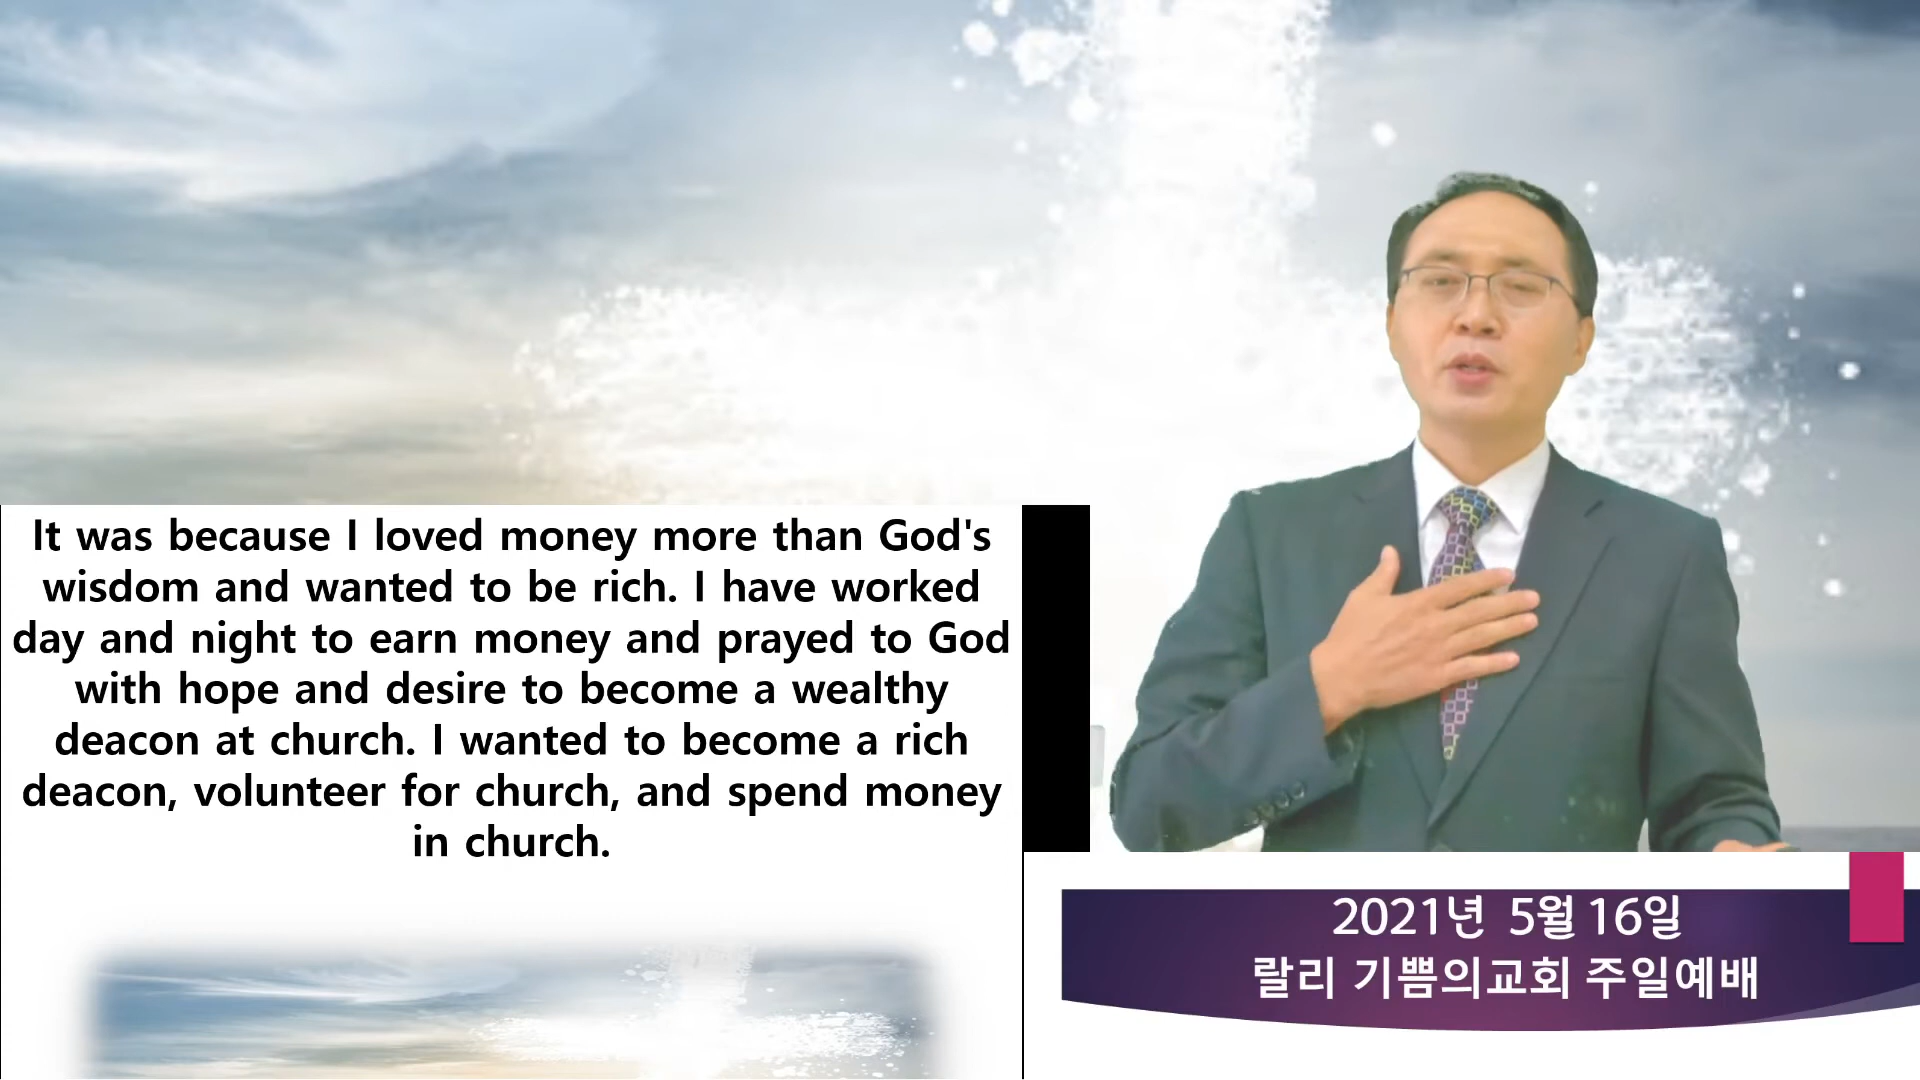 It was because I loved money more than God's
wisdom and wanted to be rich. I have worked
day and night to earn money and prayed to God
with hope and desire to become a wealthy
deacon at church. I wanted to become a rich
deacon, volunteer for church, and spend money
in church.
2021년 5월 16일
랄리 기쁨의교회 주일예배